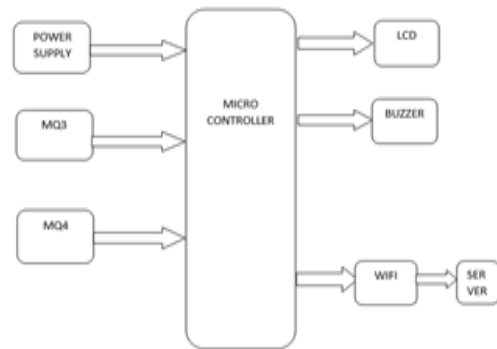 POWER
SUPPLY
MQ3
MQ4
MICRO
CONTROLLER
LCD
BUZZER
WIFI
SER
VER